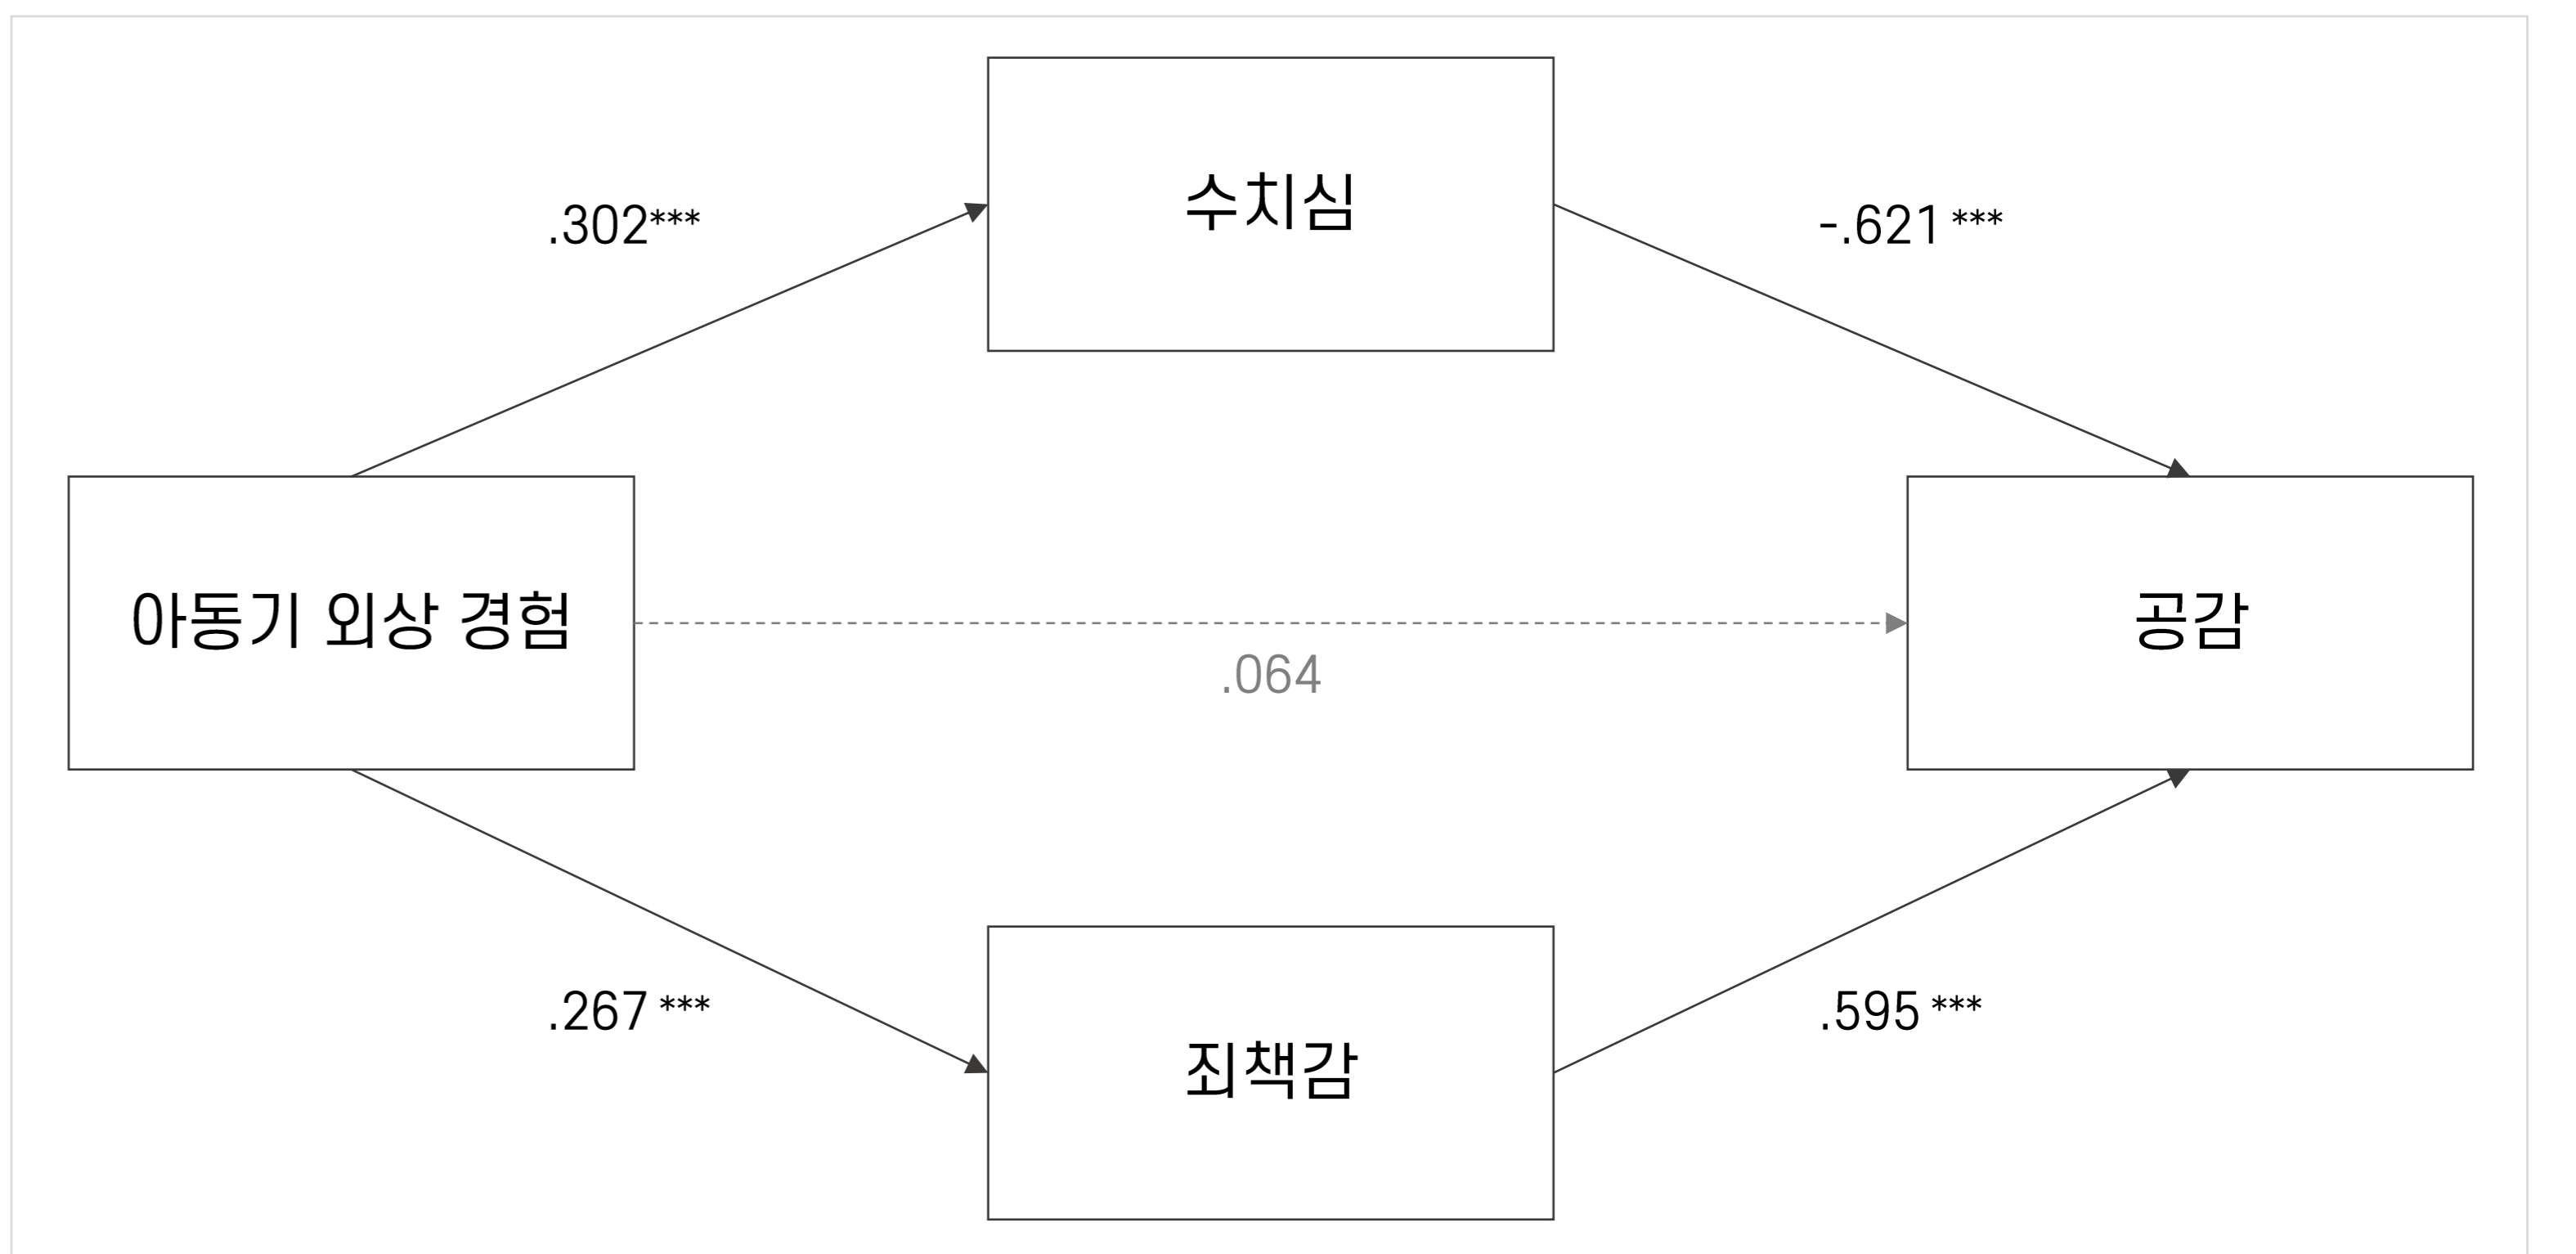 수치심
.302***
-.621 ***
아동기 외상 경험
공감
.064
.267 ***
.595 ***
죄책감